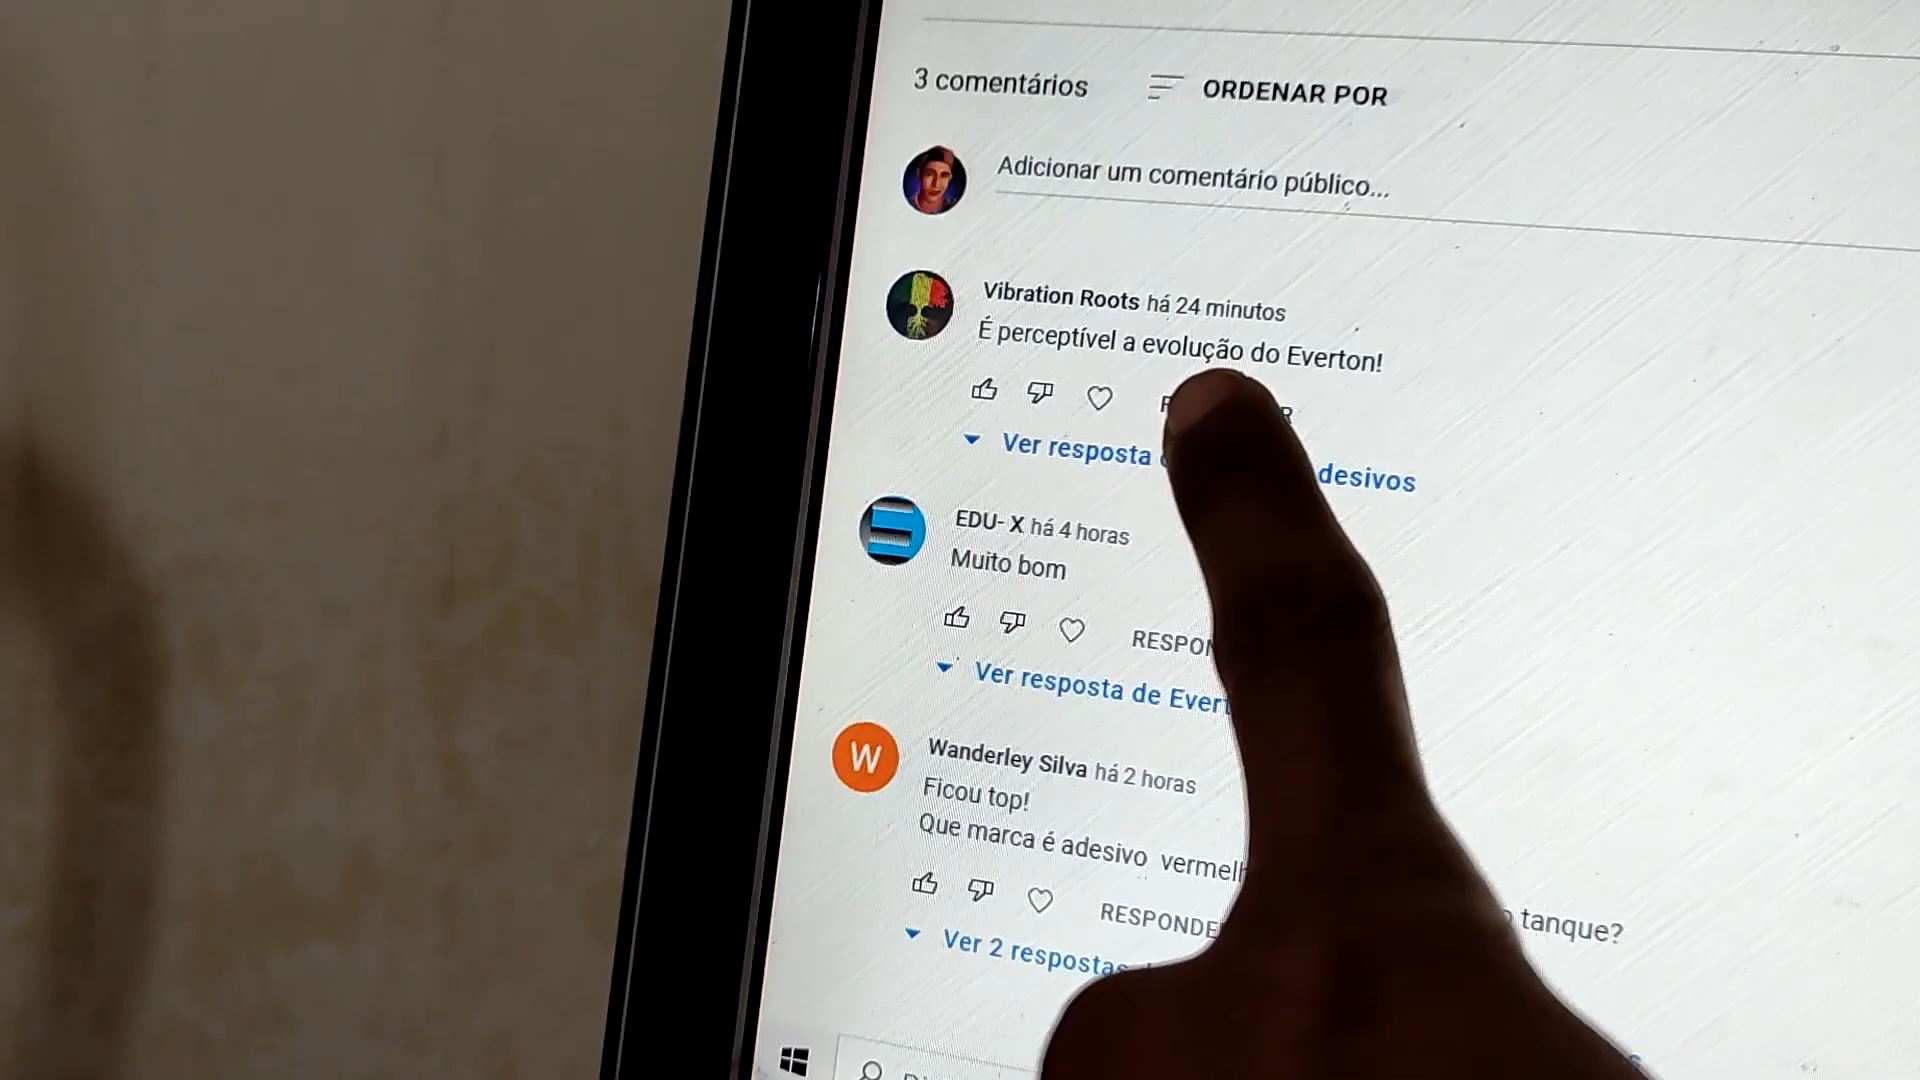 3 comentários ORDENAR POR
Adicionar um comentário público...
Vibration Roots há 24 minutos
É perceptível a evolução do Everton!
Ver resposta desivos
EDU- X há 4 horas
Muito bom
RESPON
Ver resposta de Ever
W
Wanderley Silva há 2 horas
Ficou top!
Que marca é adesivo vermel
tanque?
RESPONDE
Ver 2 respostas